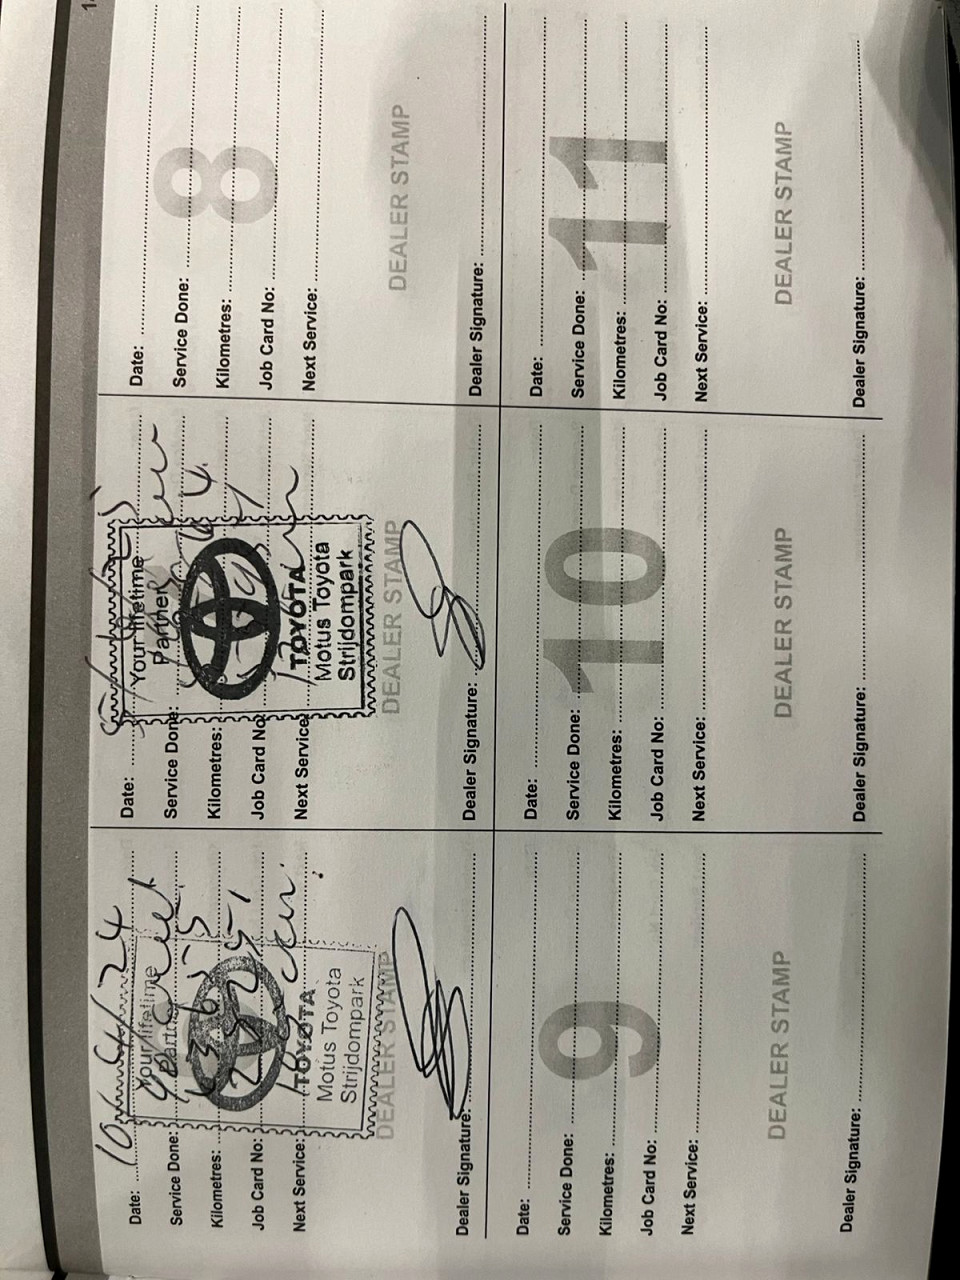 Date: 10/4/24
Service Done:
Kilometres:
Job Card No:
Next Service:
Your lifetime
Partner
TOYOTA
Motus Toyota
Strijdompark
DEALER STAMP
Dealer Signature:
Date:
Service Done:
Kilometres:
Job Card No:
Next Service:
Your lifetime
Partner
TOYOTA
Motus Toyota
Strijdompark
DEALER STAMP
Dealer Signature:
8
Date:
Service Done:
Kilometres:
Job Card No:
Next Service:
DEALER STAMP
Dealer Signature:
9
Date:
Service Done:
Kilometres:
Job Card No:
Next Service:
DEALER STAMP
Dealer Signature:
10
Date:
Service Done:
Kilometres:
Job Card No:
Next Service:
DEALER STAMP
Dealer Signature:
11
Date:
Service Done:
Kilometres:
Job Card No:
Next Service:
DEALER STAMP
Dealer Signature: